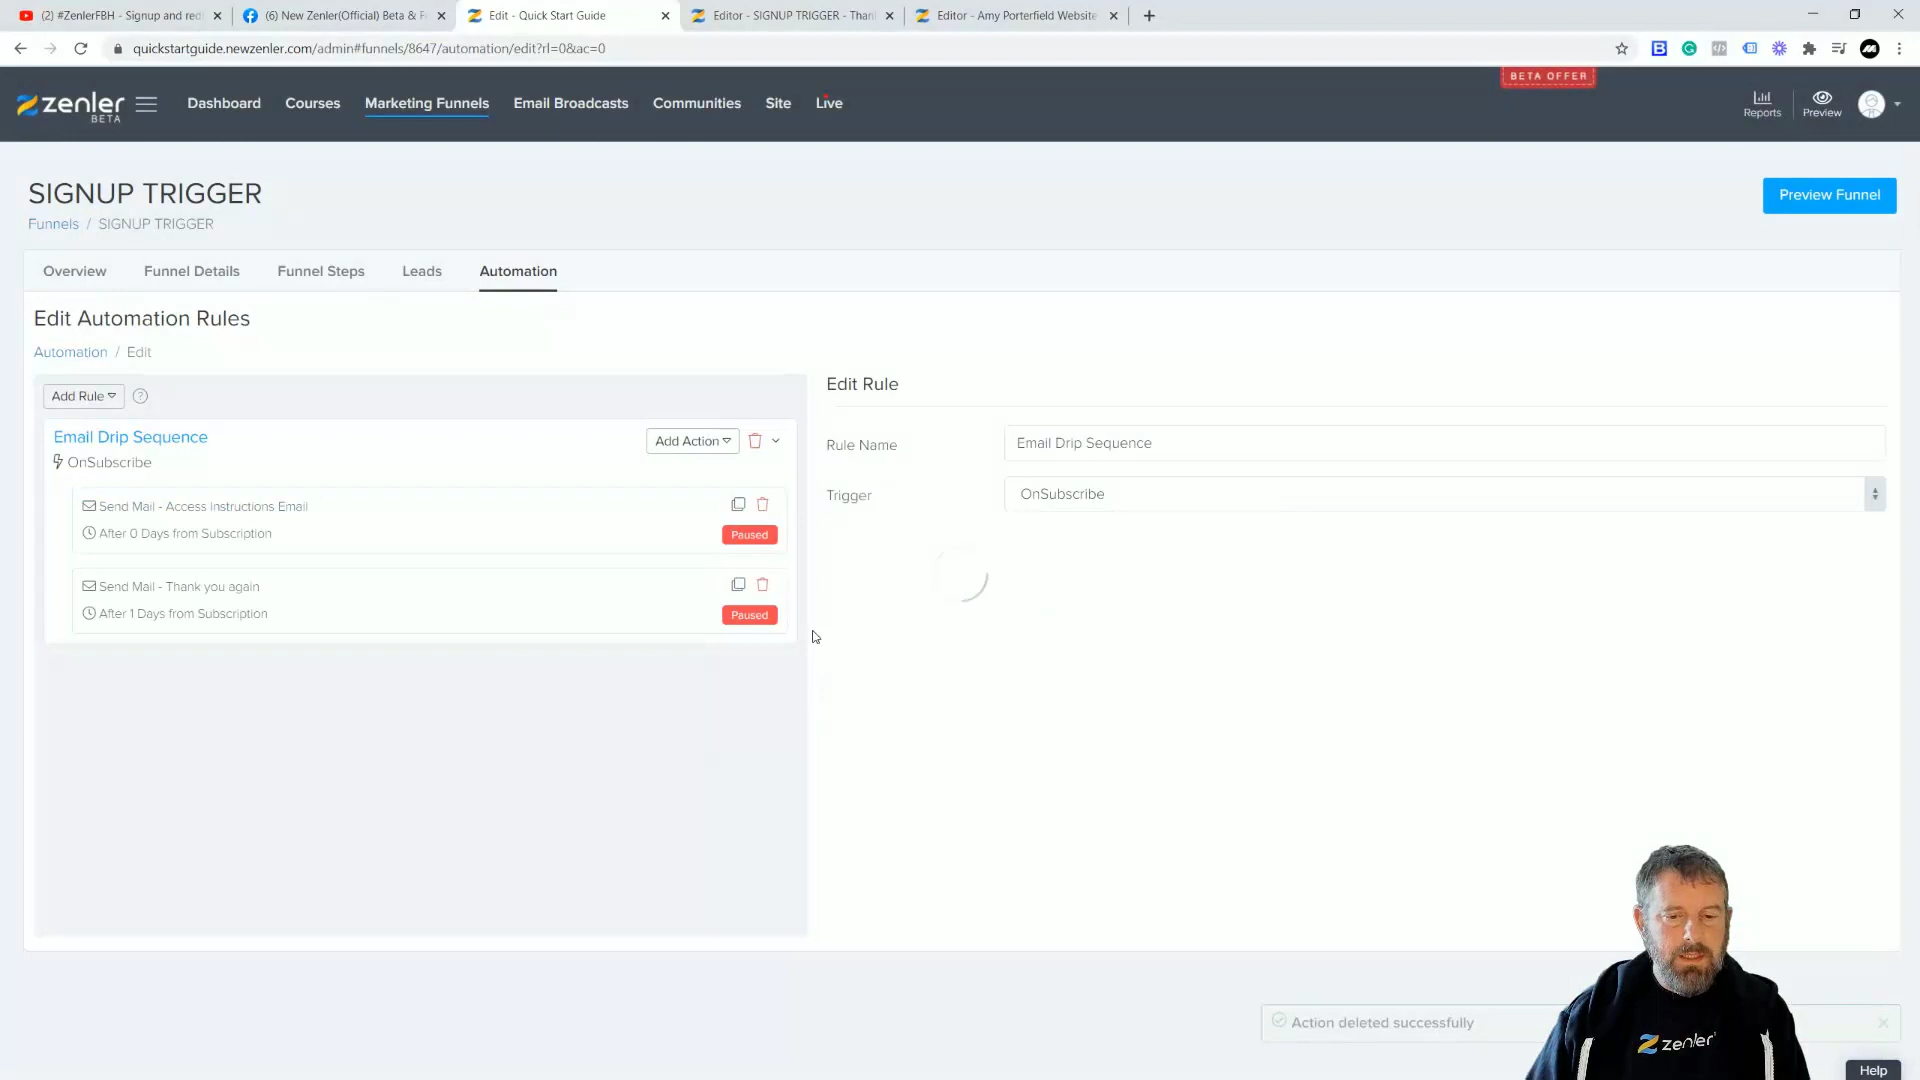 (2) #ZenlerFBH - Signup and red
(6) New Zenler(Official) Beta & F
Edit - Quick Start Guide
Editor - SIGNUP TRIGGER - Than
Editor - Amy Porterfield Website
quickstartguide.newzenler.com/admin#funnels/8647/automation/edit?rl=0&ac=0
BETA OFFER
zenler
BETA
Dashboard
Courses
Marketing Funnels
Email Broadcasts
Communities
Site
Live
Reports
Preview
SIGNUP TRIGGER
Funnels / SIGNUP TRIGGER
Preview Funnel
Overview
Funnel Details
Funnel Steps
Leads
Automation
Edit Automation Rules
Automation / Edit
Add Rule
?
Email Drip Sequence
OnSubscribe
Add Action
Send Mail - Access Instructions Email
After 0 Days from Subscription
Paused
Send Mail - Thank you again
After 1 Days from Subscription
Paused
Edit Rule
Rule Name
Email Drip Sequence
Trigger
OnSubscribe
Action deleted successfully
zenler
Help